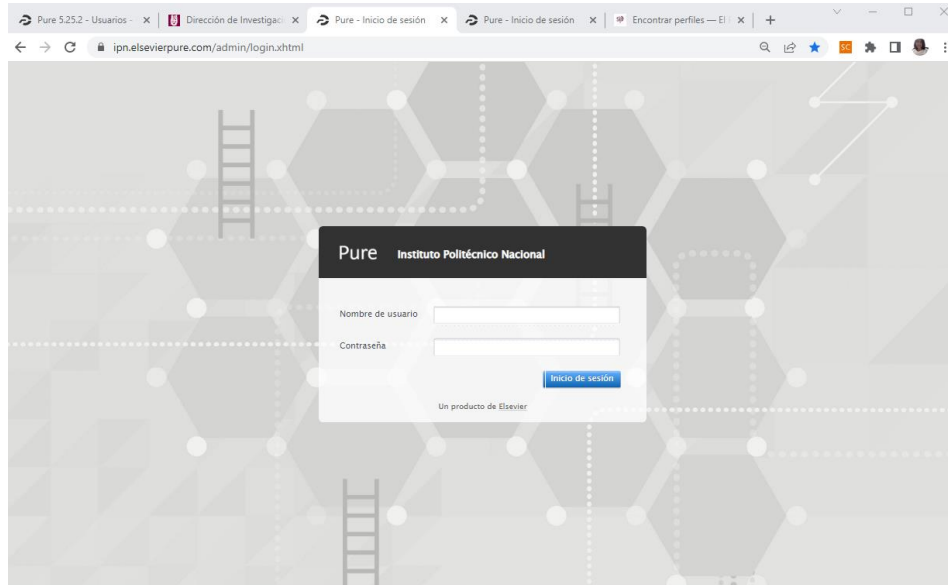 Pure 5.25.2 - Usuarios -
Dirección de Investigaci
Pure - Inicio de sesión
Pure - Inicio de sesión
Encontrar perfiles — El
ipn.elsevierpure.com/admin/login.xhtml
SC
Pure Instituto Politécnico Nacional
Nombre de usuario
Contraseña
Inicio de sesión
Un producto de Elsevier